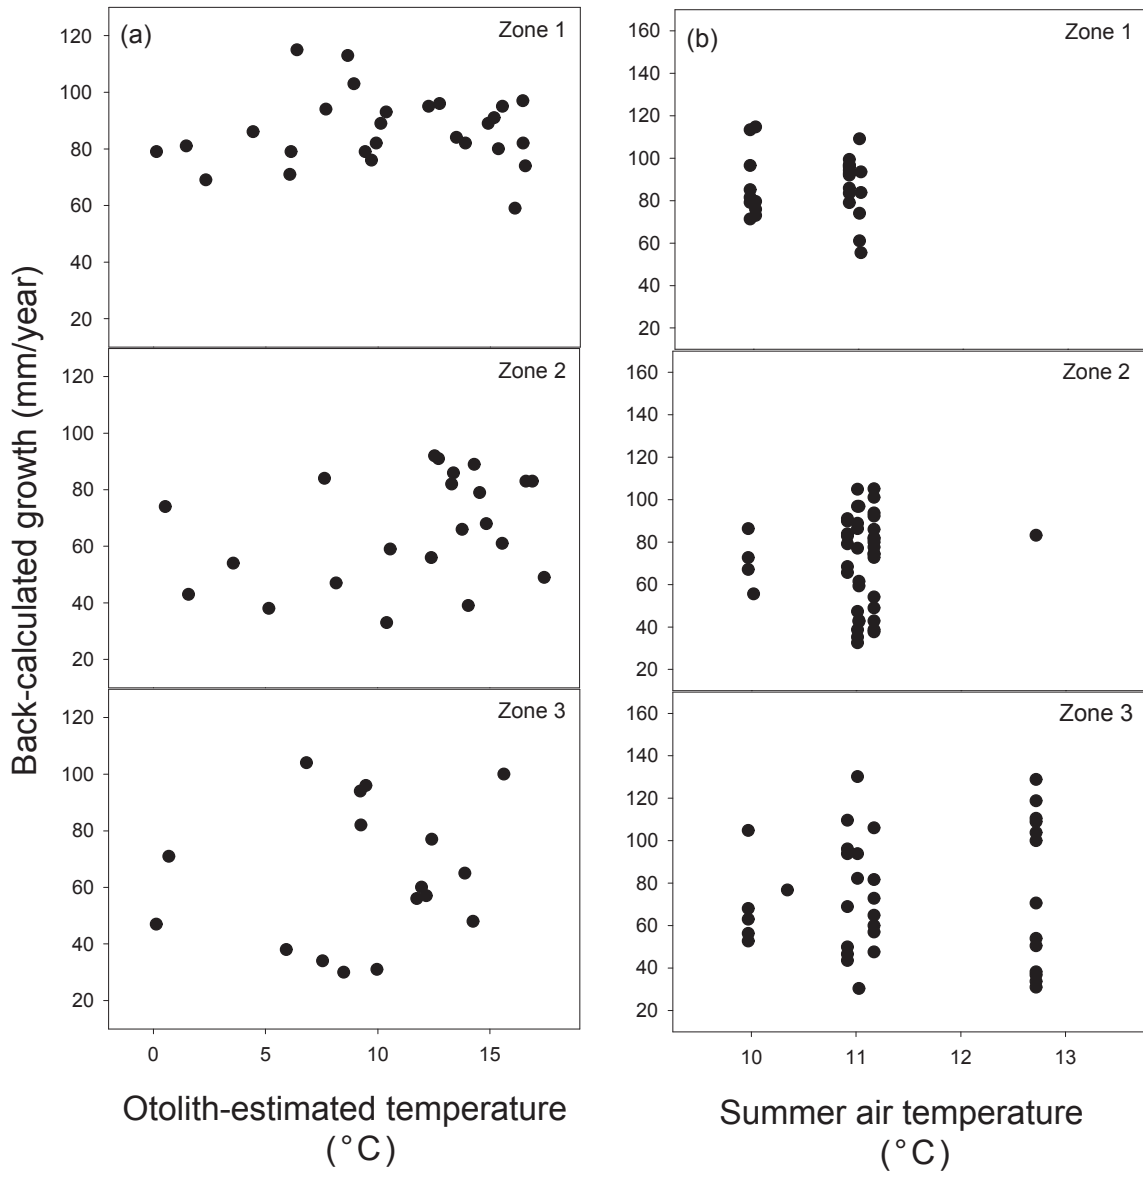 (a)
Zone 1
120
100
80
60
40
20
Zone 2
120
100
80
60
40
20
Zone 3
120
100
80
60
40
20
0 5 10 15
Back-calculated growth (mm/year)
Otolith-estimated temperature
(°C)
(b)
Zone 1
160
140
120
100
80
60
40
20
Zone 2
160
140
120
100
80
60
40
20
Zone 3
160
140
120
100
80
60
40
20
10 11 12 13
Summer air temperature
(°C)